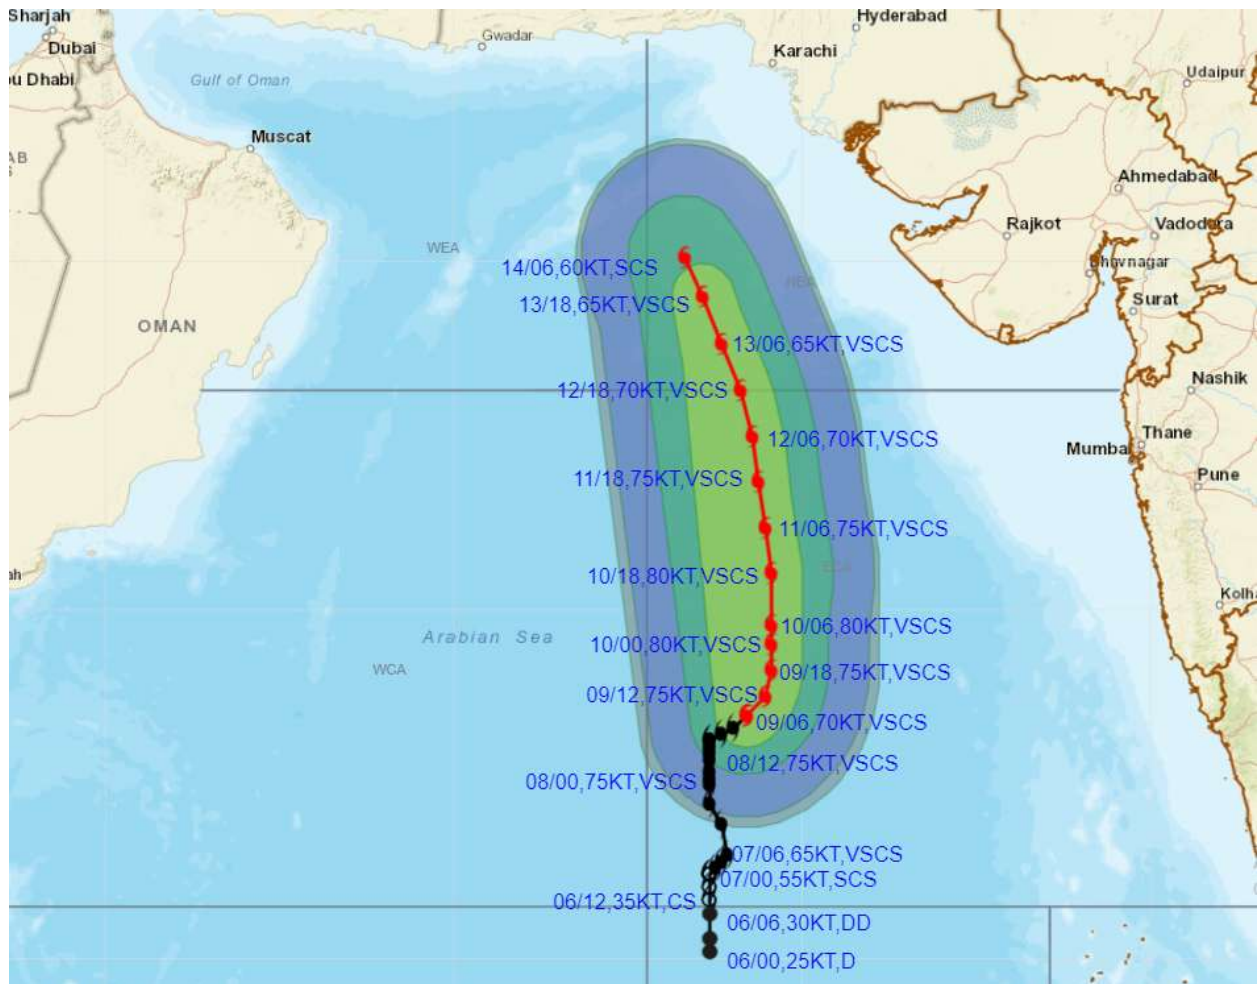 Sharjah
Hyderabad
Dubai
Gwadar
Karachi
Udaipur
ou Dhabi
Gulf of Oman
Muscat
AB
S
Ahmedabad
Rajkot
Vadodara
WEA
14/06,60KT,SCS
Bhavnagar
NEA
13/18,65KT,VSCS
Surat
OMAN
13/06,65KT,VSCS
12/18,70KT,VSCS
Nashik
12/06,70KT,VSCS
Thane
Mumbai
11/18,75KT,VSCS
Pune
11/06,75KT,VSCS
ah
10/18,80KT,VSCS
ECA
Kolha
10/06,80KT,VSCS
Arabian Sea
10/00,80KT,VSCS
WCA
09/18,75KT,VSCS
09/12,75KT,VSCS
09/06,70KT,VSCS
08/12,75KT,VSCS
08/00,75KT,VSCS
07/06,65KT,VSCS
07/00,55KT,SCS
06/12,35KT,CS
06/06,30KT,DD
06/00,25KT,D